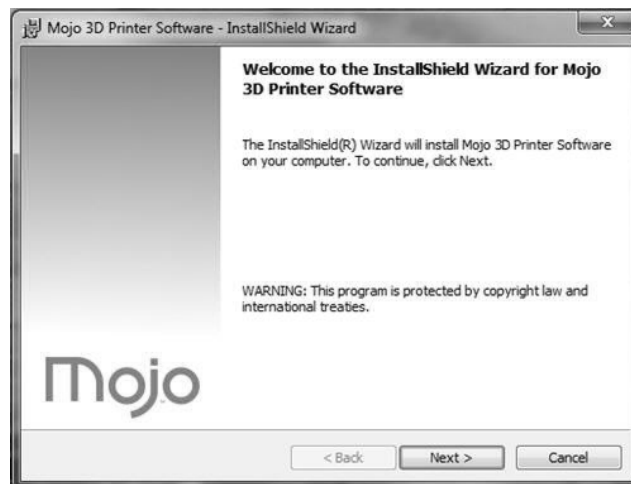 Mojo 3D Printer Software - InstallShield Wizard
x
Welcome to the InstallShield Wizard for Mojo
3D Printer Software
The InstallShield(R) Wizard will install Mojo 3D Printer Software
on your computer. To continue, click Next.
WARNING: This program is protected by copyright law and
international treaties.
mojo
< Back Next > Cancel